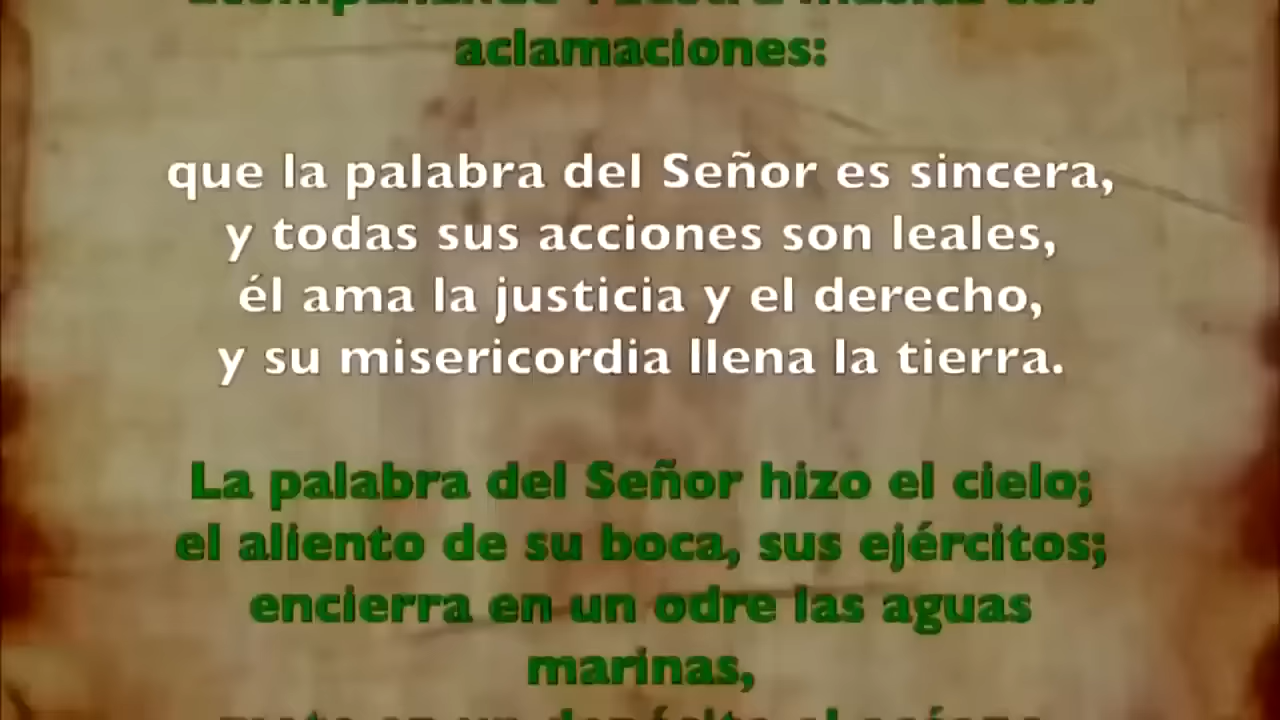 aclamaciones:
que la palabra del Señor es sincera,
y todas sus acciones son leales,
él ama la justicia y el derecho,
y su misericordia llena la tierra.
La palabra del Señor hizo el cielo;
el aliento de su boca, sus ejércitos;
encierra en un odre las aguas
marinas,